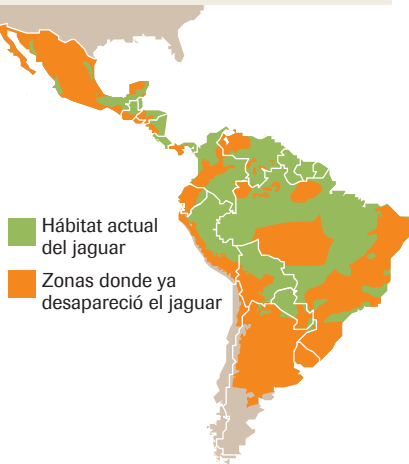 Hábitat actual
del jaguar
Zonas donde ya
desapareció el jaguar